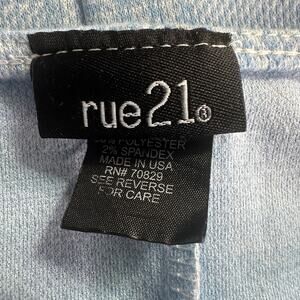 rue21®
POLYESTER
2% SPANDEX
MADE IN USA
RN# 70829
SEE REVERSE
FOR CARE